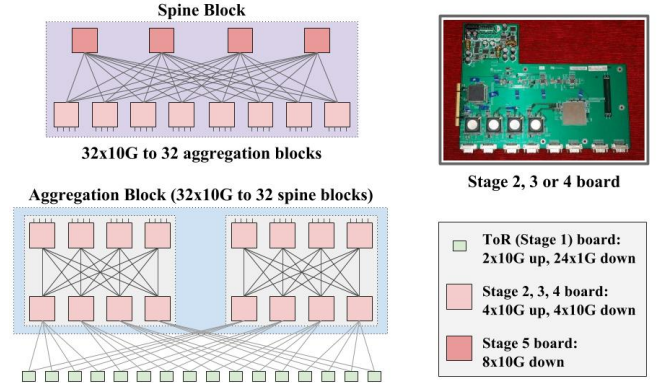 Spine Block
32x10G to 32 aggregation blocks
Stage 2, 3 or 4 board
Aggregation Block (32x10G to 32 spine blocks)
ToR (Stage 1) board:
2x10G up, 24x1G down
Stage 2, 3, 4 board:
4x10G up, 4x10G down
Stage 5 board:
8x10G down